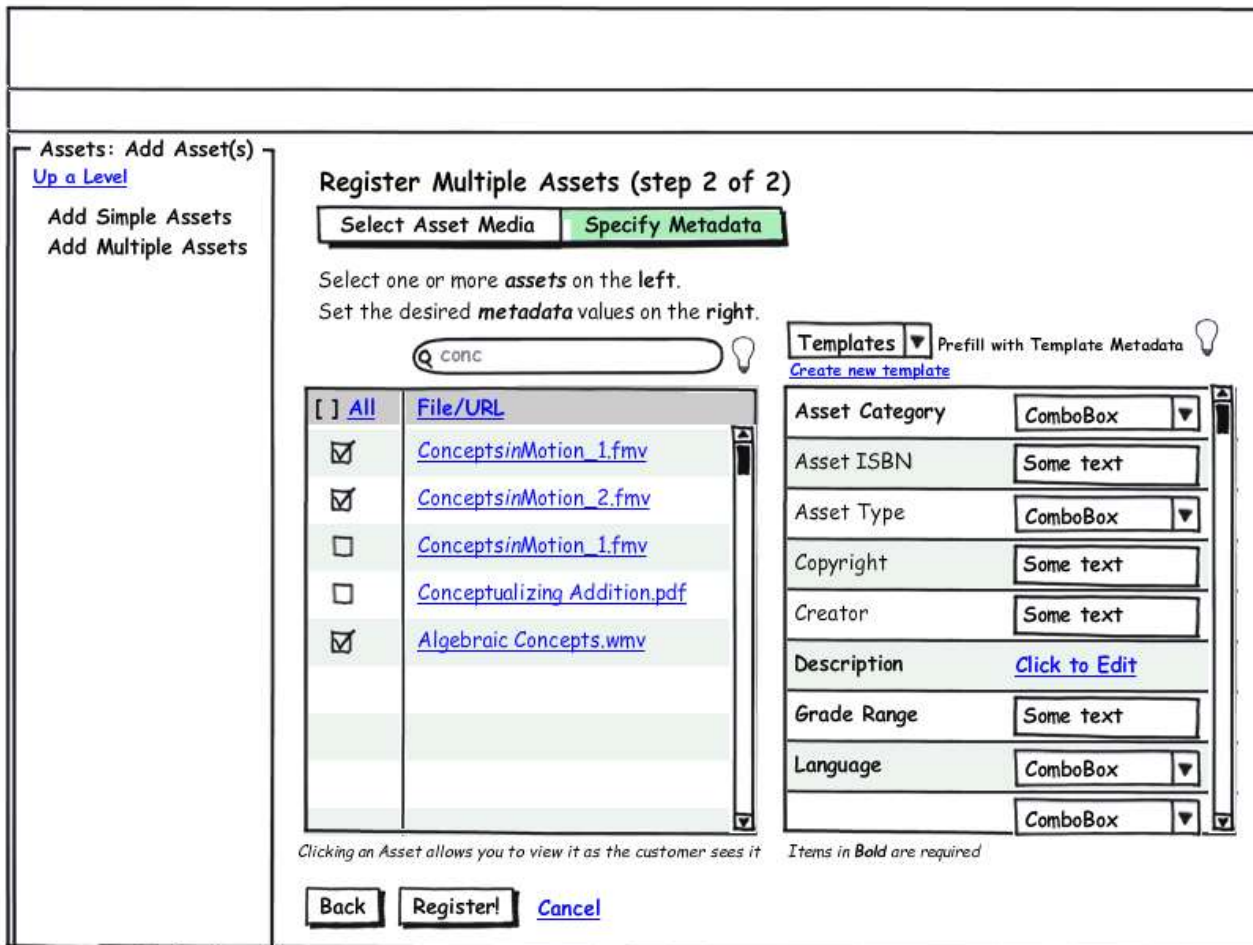 Assets: Add Asset(s)
Up a Level
Add Simple Assets
Add Multiple Assets
Register Multiple Assets (step 2 of 2)
Select Asset Media Specify Metadata
Select one or more assets on the left.
Set the desired metadata values on the right.
conc
Templates Prefill with Template Metadata
Create new template
[ ] All File/URL
ConceptsinMotion_1.fmv
ConceptsinMotion_2.fmv
ConceptsinMotion_1.fmv
Conceptualizing Addition.pdf
Algebraic Concepts.wmv
Asset Category ComboBox
Asset ISBN Some text
Asset Type ComboBox
Copyright Some text
Creator Some text
Description Click to Edit
Grade Range Some text
Language ComboBox
ComboBox
Clicking an Asset allows you to view it as the customer sees it
Items in Bold are required
Back Register! Cancel